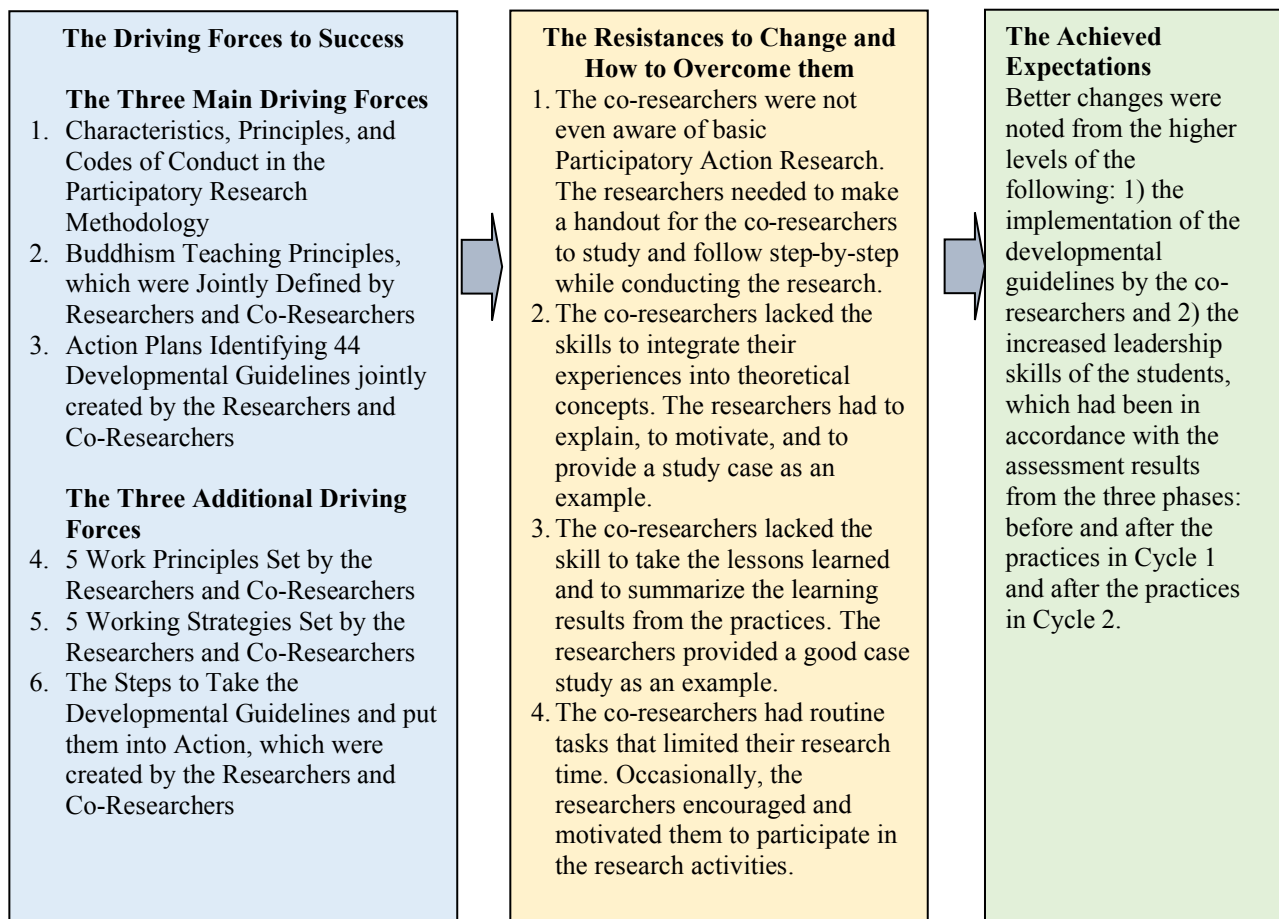 The Driving Forces to Success
The Three Main Driving Forces
1. Characteristics, Principles, and
Codes of Conduct in the
Participatory Research
Methodology
2. Buddhism Teaching Principles,
which were Jointly Defined by
Researchers and Co-Researchers
3. Action Plans Identifying 44
Developmental Guidelines jointly
created by the Researchers and
Co-Researchers
The Three Additional Driving
Forces
4. 5 Work Principles Set by the
Researchers and Co-Researchers
5. 5 Working Strategies Set by the
Researchers and Co-Researchers
6. The Steps to Take the
Developmental Guidelines and put
them into Action, which were
created by the Researchers and
Co-Researchers
The Resistances to Change and
How to Overcome them
1. The co-researchers were not
even aware of basic
Participatory Action Research.
The researchers needed to make
a handout for the co-researchers
to study and follow step-by-step
while conducting the research.
2. The co-researchers lacked the
skills to integrate their
experiences into theoretical
concepts. The researchers had to
explain, to motivate, and to
provide a study case as an
example.
3. The co-researchers lacked the
skill to take the lessons learned
and to summarize the learning
results from the practices. The
researchers provided a good case
study as an example.
4. The co-researchers had routine
tasks that limited their research
time. Occasionally, the
researchers encouraged and
motivated them to participate in
the research activities.
The Achieved
Expectations
Better changes were
noted from the higher
levels of the
following: 1) the
implementation of the
developmental
guidelines by the co-
researchers and 2) the
increased leadership
skills of the students,
which had been in
accordance with the
assessment results
from the three phases:
before and after the
practices in Cycle 1
and after the practices
in Cycle 2.